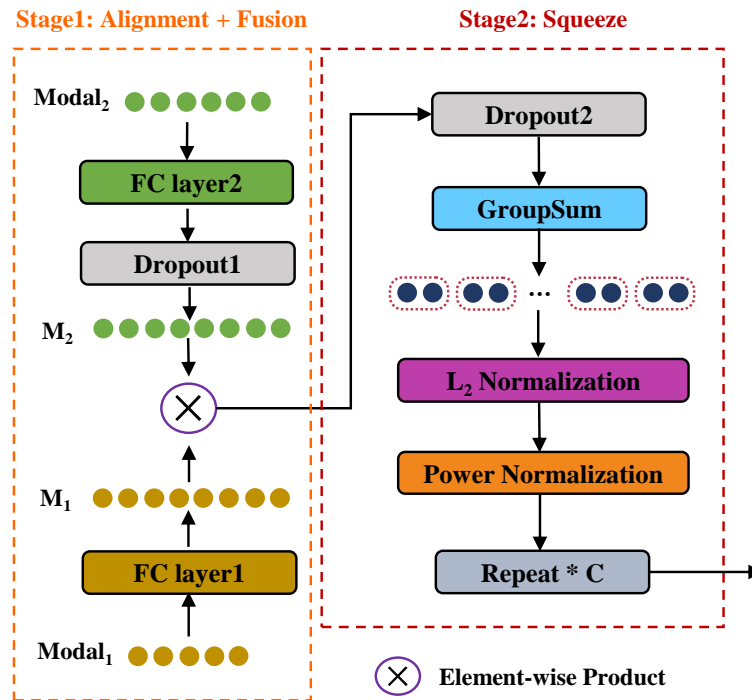 Stage1: Alignment + Fusion
Modal₂
FC layer2
Dropout1
M₂
M₁
FC layer1
Modal₁
Stage2: Squeeze
Dropout2
GroupSum
...
L₂ Normalization
Power Normalization
Repeat * C
Element-wise Product